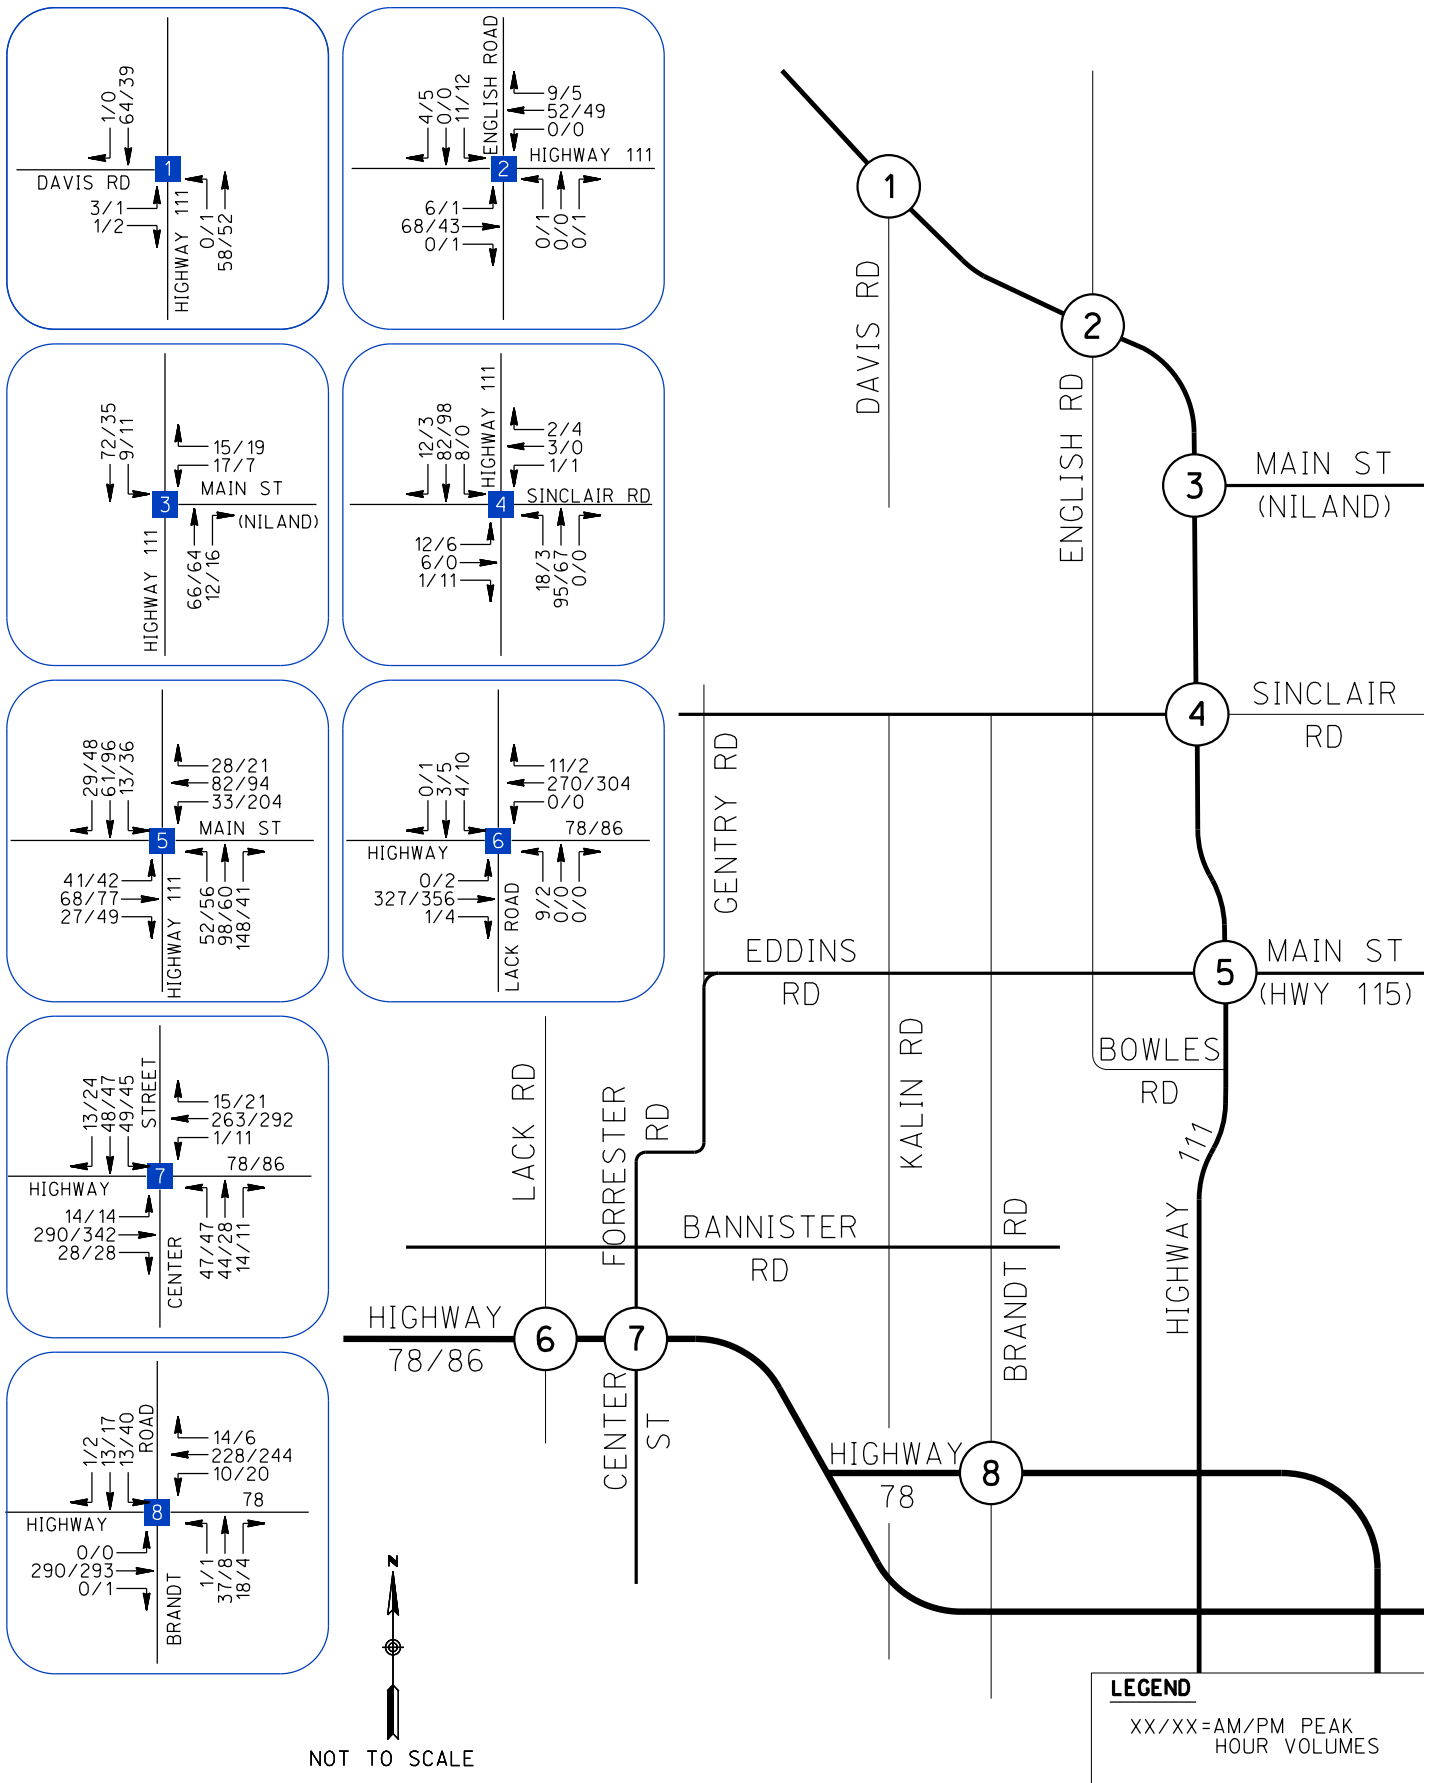 1/0
64/39
DAVIS RD
1
3/1
1/2
HIGHWAY 111
0/1
58/52
4/5
0/0
11/12
ENGLISH ROAD
9/5
52/49
0/0
HIGHWAY 111
2
6/1
68/43
0/1
0/1
0/0
0/1
72/35
9/11
15/19
17/7
MAIN ST
(NILAND)
3
HIGHWAY 111
66/64
12/16
12/3
82/98
8/0
HIGHWAY 111
2/4
3/0
1/1
SINCLAIR RD
4
12/6
6/0
1/11
18/3
95/67
0/0
29/48
61/96
13/36
28/21
82/94
33/204
MAIN ST
5
41/42
68/77
27/49
HIGHWAY 111
52/56
98/60
148/41
0/1
3/5
4/10
11/2
270/304
0/0
78/86
HIGHWAY
6
0/2
327/356
1/4
LACK ROAD
9/2
0/0
0/0
13/24
48/47
49/45
STREET
15/21
263/292
1/11
78/86
HIGHWAY
7
14/14
290/342
28/28
CENTER
47/47
44/28
14/11
1/2
13/17
13/40
ROAD
14/6
228/244
10/20
78
HIGHWAY
8
0/0
290/293
0/1
BRANDT
1/1
37/8
18/4
1
DAVIS RD
2
ENGLISH RD
3
MAIN ST
(NILAND)
4
SINCLAIR
RD
GENTRY RD
EDDINS
RD
5
MAIN ST
(HWY 115)
BOWLES
RD
KALIN RD
LACK RD
FORRESTER
RD
111
HIGHWAY
BANNISTER
RD
BRANDT RD
HIGHWAY
78/86
6
7
CENTER
ST
HIGHWAY
78
8
N
NOT TO SCALE
LEGEND
XX/XX=AM/PM PEAK
HOUR VOLUMES